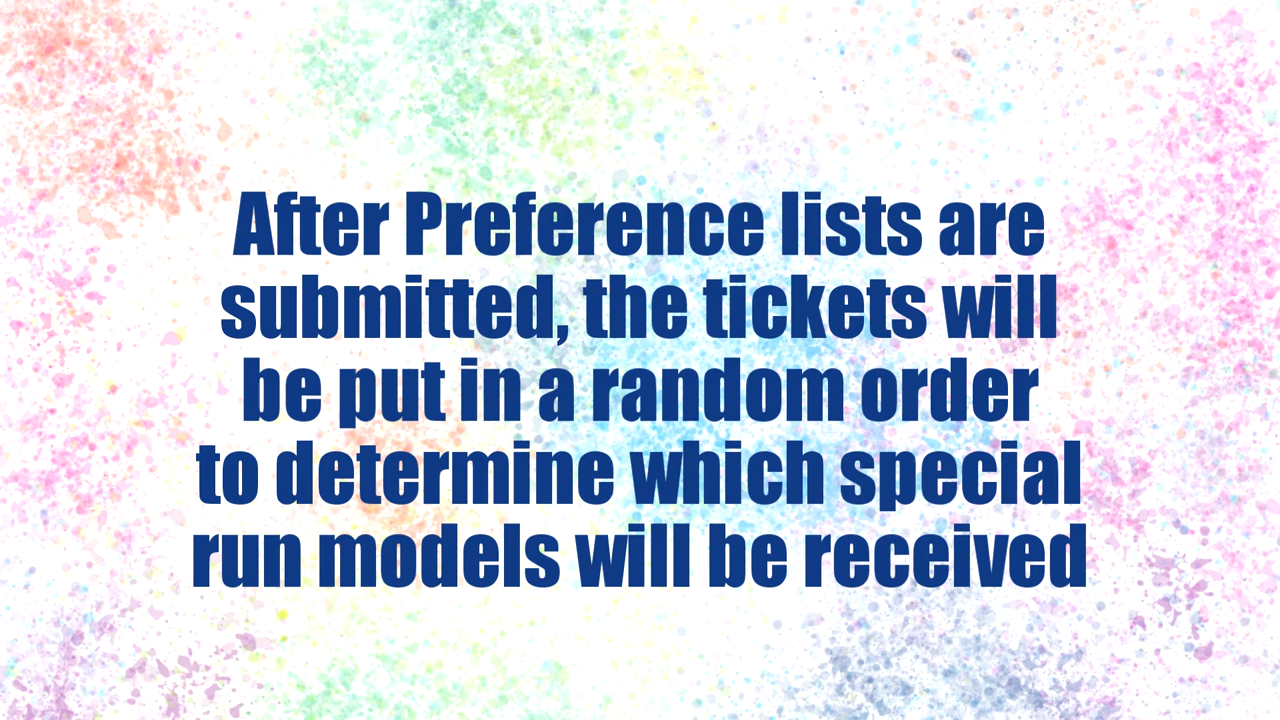 After Preference lists are
submitted, the tickets will
be put in a random order
to determine which special
run models will be received